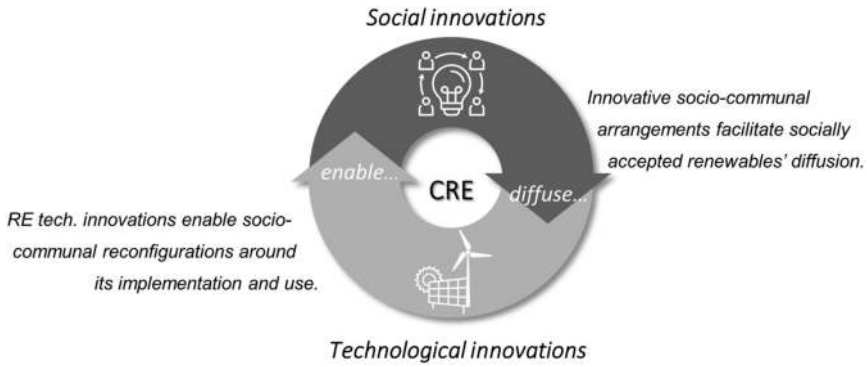 Social innovations
Innovative socio-communal
arrangements facilitate socially
accepted renewables’ diffusion.
enable...
CRE
diffuse...
RE tech. innovations enable socio-
communal reconfigurations around
its implementation and use.
Technological innovations